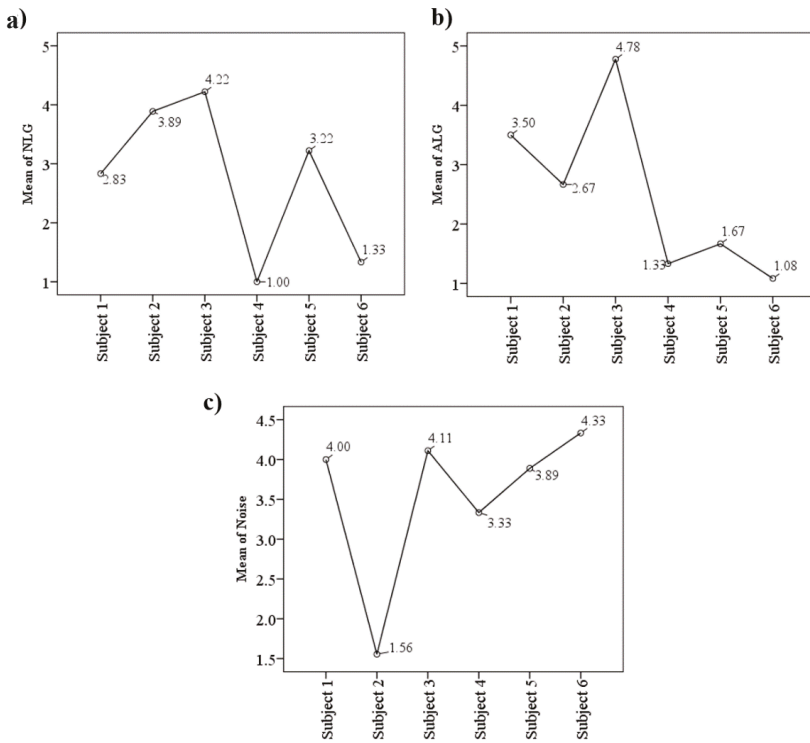 a)
Mean of NLG
5
4
3
2
1
2.83
3.89
4.22
1.00
3.22
1.33
Subject 1
Subject 2
Subject 3
Subject 4
Subject 5
Subject 6
b)
Mean of ALG
5
4
3
2
1
3.50
2.67
4.78
1.33
1.67
1.08
Subject 1
Subject 2
Subject 3
Subject 4
Subject 5
Subject 6
c)
Mean of Noise
4.5
4.0
3.5
3.0
2.5
2.0
1.5
4.00
1.56
4.11
3.33
3.89
4.33
Subject 1
Subject 2
Subject 3
Subject 4
Subject 5
Subject 6